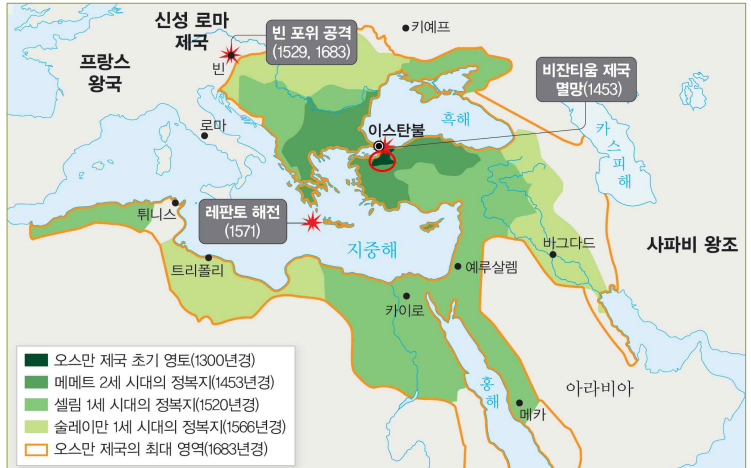 신성 로마
제국
빈 포위 공격
(1529, 1683)
키예프
프랑스
왕국
빈
비잔티움 제국
멸망(1453)
로마
이스탄불
흑해
카
스
피
해
튀니스
레판토 해전
(1571)
지중해
바그다드
사파비 왕조
트리폴리
예루살렘
카이로
홍
해
아라비아
메카
오스만 제국 초기 영토(1300년경)
메메트 2세 시대의 정복지(1453년경)
셀림 1세 시대의 정복지(1520년경)
술레이만 1세 시대의 정복지(1566년경)
오스만 제국의 최대 영역(1683년경)